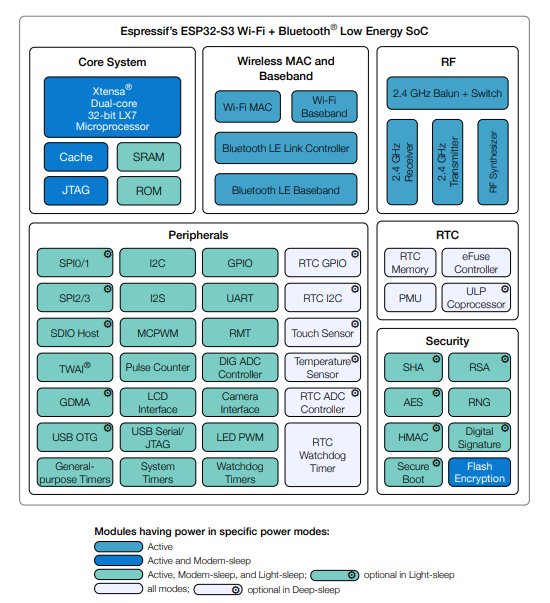 Espressif's ESP32-S3 Wi-Fi + Bluetooth® Low Energy SoC
Core System
Xtensa®
Dual-core
32-bit LX7
Microprocessor
Cache
SRAM
JTAG
ROM
Wireless MAC and
Baseband
Wi-Fi MAC
Wi-Fi
Baseband
Bluetooth LE Link Controller
Bluetooth LE Baseband
RF
2.4 GHz Balun + Switch
2.4 GHz
Receiver
2.4 GHz
Transmitter
RF Synthesizer
Peripherals
SPI0/1
I2C
GPIO
RTC GPIO
SPI2/3
I2S
UART
RTC I2C
SDIO Host
MCPWM
RMT
Touch Sensor
TWAI®
Pulse Counter
DIG ADC
Controller
Temperature
Sensor
GDMA
LCD
Interface
Camera
Interface
RTC ADC
Controller
USB OTG
USB Serial/
JTAG
LED PWM
RTC
Watchdog
Timer
General-
purpose Timers
System
Timers
Watchdog
Timers
RTC
RTC
Memory
eFuse
Controller
PMU
ULP
Coprocessor
Security
SHA
RSA
AES
RNG
HMAC
Digital
Signature
Secure
Boot
Flash
Encryption
Modules having power in specific power modes:
Active
Active and Modem-sleep
Active, Modem-sleep, and Light-sleep; optional in Light-sleep
all modes; optional in Deep-sleep